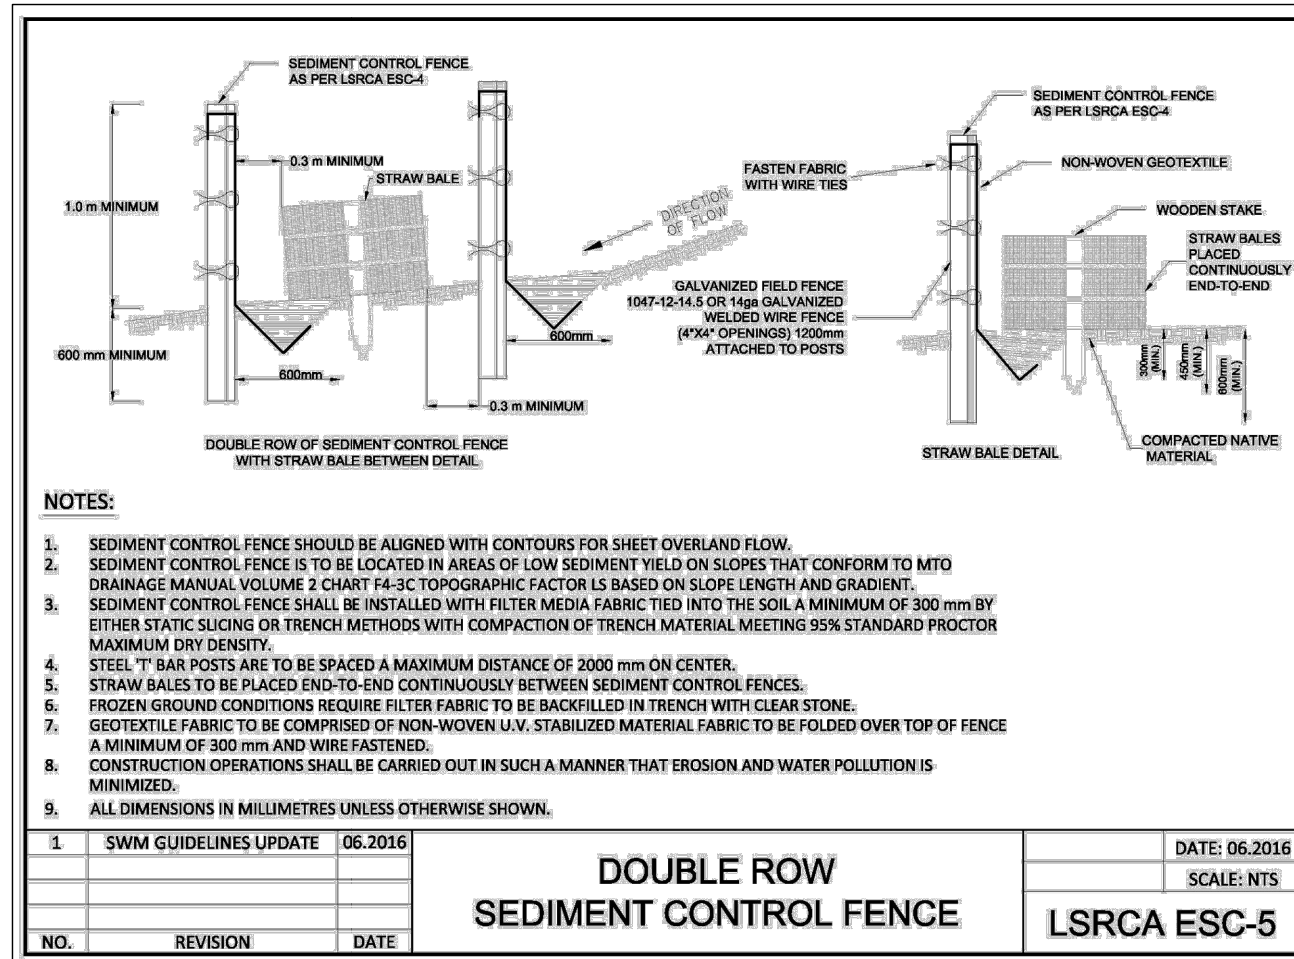 SEDIMENT CONTROL FENCE
AS PER LSRCA ESC-4
0.3 m MINIMUM
STRAW BALE
1.0 m MINIMUM
600 mm MINIMUM
600mm
DIRECTION
OF FLOW
600mm
0.3 m MINIMUM
DOUBLE ROW OF SEDIMENT CONTROL FENCE
WITH STRAW BALE BETWEEN DETAIL
SEDIMENT CONTROL FENCE
AS PER LSRCA ESC-4
FASTEN FABRIC
WITH WIRE TIES
NON-WOVEN GEOTEXTILE
WOODEN STAKE
STRAW BALES
PLACED
CONTINUOUSLY
END-TO-END
GALVANIZED FIELD FENCE
1047-12-14.5 OR 14ga GALVANIZED
WELDED WIRE FENCE
(4"X4" OPENINGS) 1200mm
ATTACHED TO POSTS
300mm
(MIN.)
450mm
(MIN.)
600mm
(MIN.)
COMPACTED NATIVE
MATERIAL
STRAW BALE DETAIL
NOTES:
1. SEDIMENT CONTROL FENCE SHOULD BE ALIGNED WITH CONTOURS FOR SHEET OVERLAND FLOW.
2. SEDIMENT CONTROL FENCE IS TO BE LOCATED IN AREAS OF LOW SEDIMENT YIELD ON SLOPES THAT CONFORM TO MTO
DRAINAGE MANUAL VOLUME 2 CHART F4-3C TOPOGRAPHIC FACTOR LS BASED ON SLOPE LENGTH AND GRADIENT.
3. SEDIMENT CONTROL FENCE SHALL BE INSTALLED WITH FILTER MEDIA FABRIC TIED INTO THE SOIL A MINIMUM OF 300 mm BY
EITHER STATIC SLICING OR TRENCH METHODS WITH COMPACTION OF TRENCH MATERIAL MEETING 95% STANDARD PROCTOR
MAXIMUM DRY DENSITY.
4. STEEL 'T' BAR POSTS ARE TO BE SPACED A MAXIMUM DISTANCE OF 2000 mm ON CENTER.
5. STRAW BALES TO BE PLACED END-TO-END CONTINUOUSLY BETWEEN SEDIMENT CONTROL FENCES.
6. FROZEN GROUND CONDITIONS REQUIRE FILTER FABRIC TO BE BACKFILLED IN TRENCH WITH CLEAR STONE.
7. GEOTEXTILE FABRIC TO BE COMPRISED OF NON-WOVEN U.V. STABILIZED MATERIAL FABRIC TO BE FOLDED OVER TOP OF FENCE
A MINIMUM OF 300 mm AND WIRE FASTENED.
8. CONSTRUCTION OPERATIONS SHALL BE CARRIED OUT IN SUCH A MANNER THAT EROSION AND WATER POLLUTION IS
MINIMIZED.
9. ALL DIMENSIONS IN MILLIMETRES UNLESS OTHERWISE SHOWN.
1 SWM GUIDELINES UPDATE 06.2016
NO. REVISION DATE
DOUBLE ROW
SEDIMENT CONTROL FENCE
DATE: 06.2016
SCALE: NTS
LSRCA ESC-5